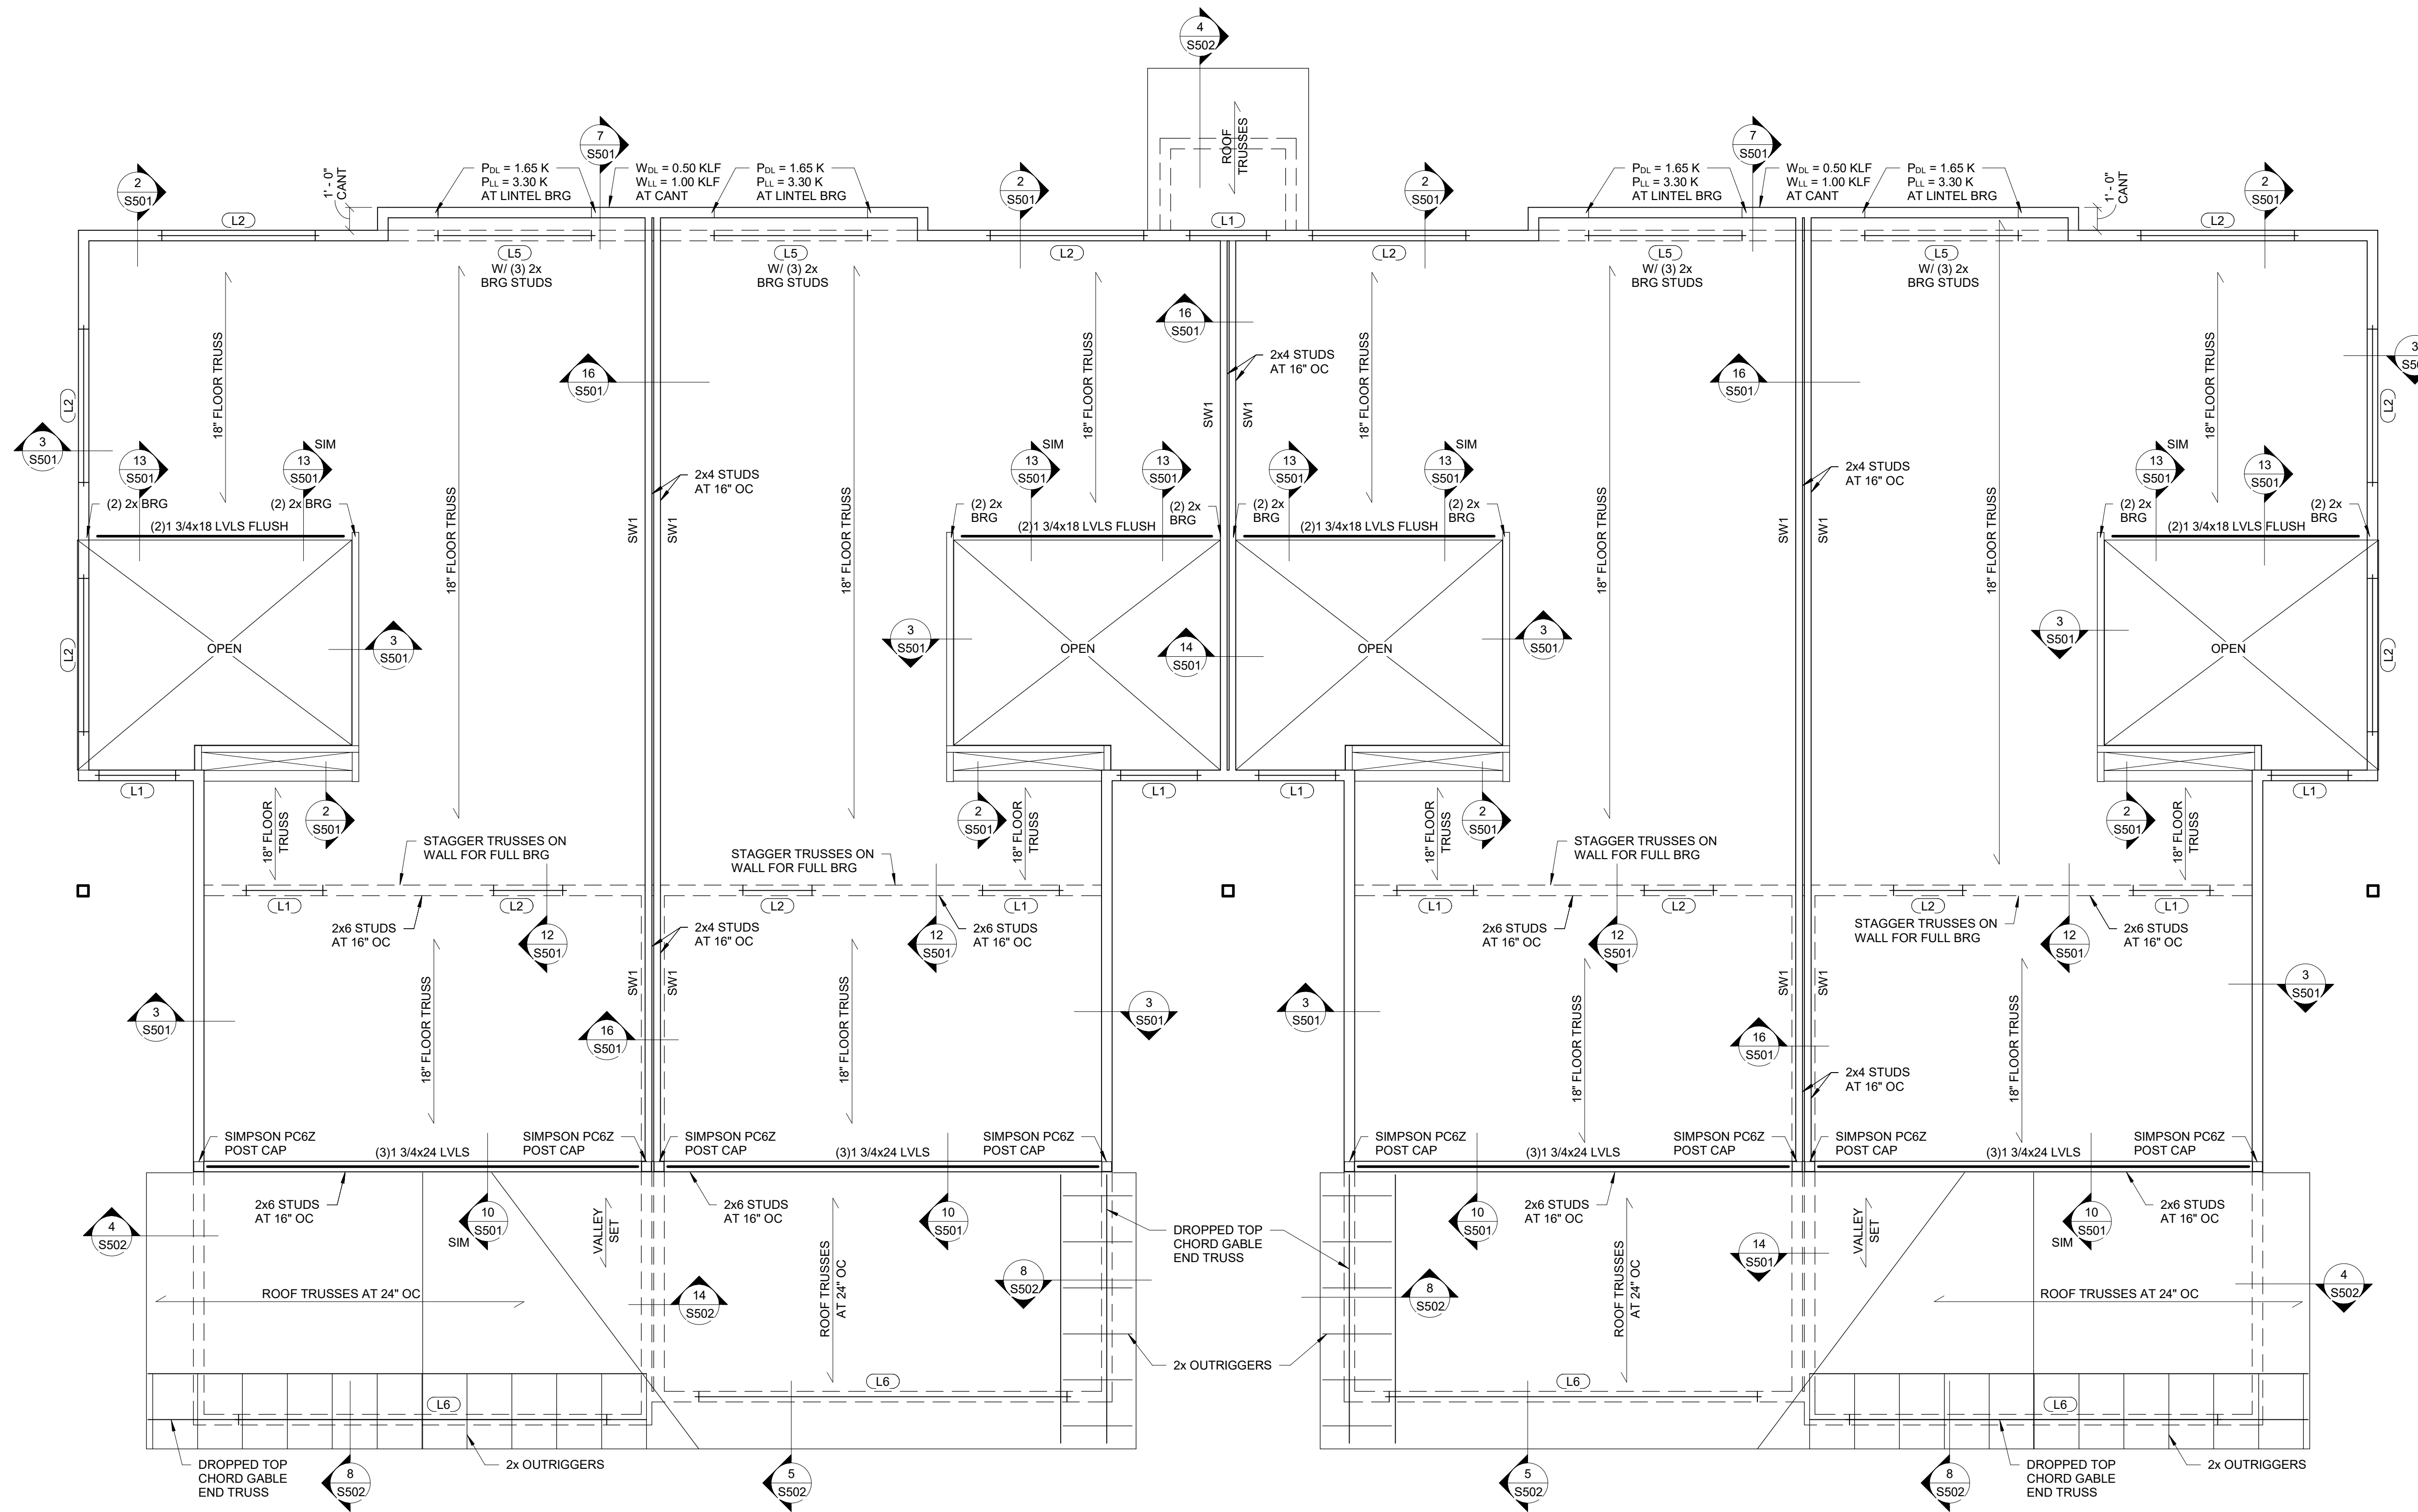 4
S502
7
S501
7
S501
ROOF
TRUSSES
2
S501
1' - 0"
CANT
PDL = 1.65 K
PLL = 3.30 K
AT LINTEL BRG
WDL = 0.50 KLF
WLL = 1.00 KLF
AT CANT
PDL = 1.65 K
PLL = 3.30 K
AT LINTEL BRG
2
S501
2
S501
PDL = 1.65 K
PLL = 3.30 K
AT LINTEL BRG
WDL = 0.50 KLF
WLL = 1.00 KLF
AT CANT
PDL = 1.65 K
PLL = 3.30 K
AT LINTEL BRG
1' - 0"
CANT
2
S501
L2
L1
L2
L5
W/ (3) 2x
BRG STUDS
L5
W/ (3) 2x
BRG STUDS
L2
L2
L5
W/ (3) 2x
BRG STUDS
L5
W/ (3) 2x
BRG STUDS
16
S501
18" FLOOR TRUSS
18" FLOOR TRUSS
18" FLOOR TRUSS
18" FLOOR TRUSS
2x4 STUDS
AT 16" OC
3
16
S501
16
S501
L2
SW1
SW1
L2
3
S501
13
S501
13
S501
SIM
2x4 STUDS
AT 16" OC
13
S501
SIM
13
S501
13
S501
13
S501
SIM
2x4 STUDS
AT 16" OC
13
S501
SIM
13
S501
(2) 2x BRG
(2) 2x BRG
(2)1 3/4x18 LVLS FLUSH
18" FLOOR TRUSS
SW1
SW1
18" FLOOR TRUSS
(2) 2x
BRG
(2) 2x
BRG
(2)1 3/4x18 LVLS FLUSH
(2) 2x
BRG
(2) 2x
BRG
(2)1 3/4x18 LVLS FLUSH
18" FLOOR TRUSS
SW1
SW1
18" FLOOR TRUSS
(2) 2x
BRG
(2) 2x
BRG
(2)1 3/4x18 LVLS FLUSH
L2
OPEN
3
S501
3
S501
OPEN
14
S501
OPEN
3
S501
3
S501
OPEN
L2
L1
2
S501
2
S501
L1
L1
2
S501
2
S501
L1
18" FLOOR
TRUSS
STAGGER TRUSSES ON
WALL FOR FULL BRG
STAGGER TRUSSES ON
WALL FOR FULL BRG
18" FLOOR
TRUSS
18" FLOOR
TRUSS
STAGGER TRUSSES ON
WALL FOR FULL BRG
18" FLOOR
TRUSS
L1
L2
L2
L1
L1
L2
L2
L1
2x6 STUDS
AT 16" OC
12
S501
2x4 STUDS
AT 16" OC
12
S501
2x6 STUDS
AT 16" OC
2x6 STUDS
AT 16" OC
12
S501
STAGGER TRUSSES ON
WALL FOR FULL BRG
12
S501
2x6 STUDS
AT 16" OC
3
S501
18" FLOOR TRUSS
SW1
SW1
16
S501
18" FLOOR TRUSS
3
S501
3
S501
18" FLOOR TRUSS
SW1
SW1
16
S501
18" FLOOR TRUSS
3
S501
2x4 STUDS
AT 16" OC
SIMPSON PC6Z
POST CAP
(3)1 3/4x24 LVLS
SIMPSON PC6Z
POST CAP
SIMPSON PC6Z
POST CAP
(3)1 3/4x24 LVLS
SIMPSON PC6Z
POST CAP
SIMPSON PC6Z
POST CAP
(3)1 3/4x24 LVLS
SIMPSON PC6Z
POST CAP
SIMPSON PC6Z
POST CAP
(3)1 3/4x24 LVLS
SIMPSON PC6Z
POST CAP
4
S502
2x6 STUDS
AT 16" OC
10
S501
SIM
VALLEY
SET
2x6 STUDS
AT 16" OC
10
S501
DROPPED TOP
CHORD GABLE
END TRUSS
10
S501
2x6 STUDS
AT 16" OC
14
S501
VALLEY
SET
10
S501
SIM
2x6 STUDS
AT 16" OC
ROOF TRUSSES AT 24" OC
14
S502
ROOF TRUSSES
AT 24" OC
8
S502
8
S502
ROOF TRUSSES
AT 24" OC
ROOF TRUSSES AT 24" OC
4
S502
2x OUTRIGGERS
L6
L6
L6
L6
DROPPED TOP
CHORD GABLE
END TRUSS
8
S502
2x OUTRIGGERS
5
S502
5
S502
8
S502
DROPPED TOP
CHORD GABLE
END TRUSS
2x OUTRIGGERS